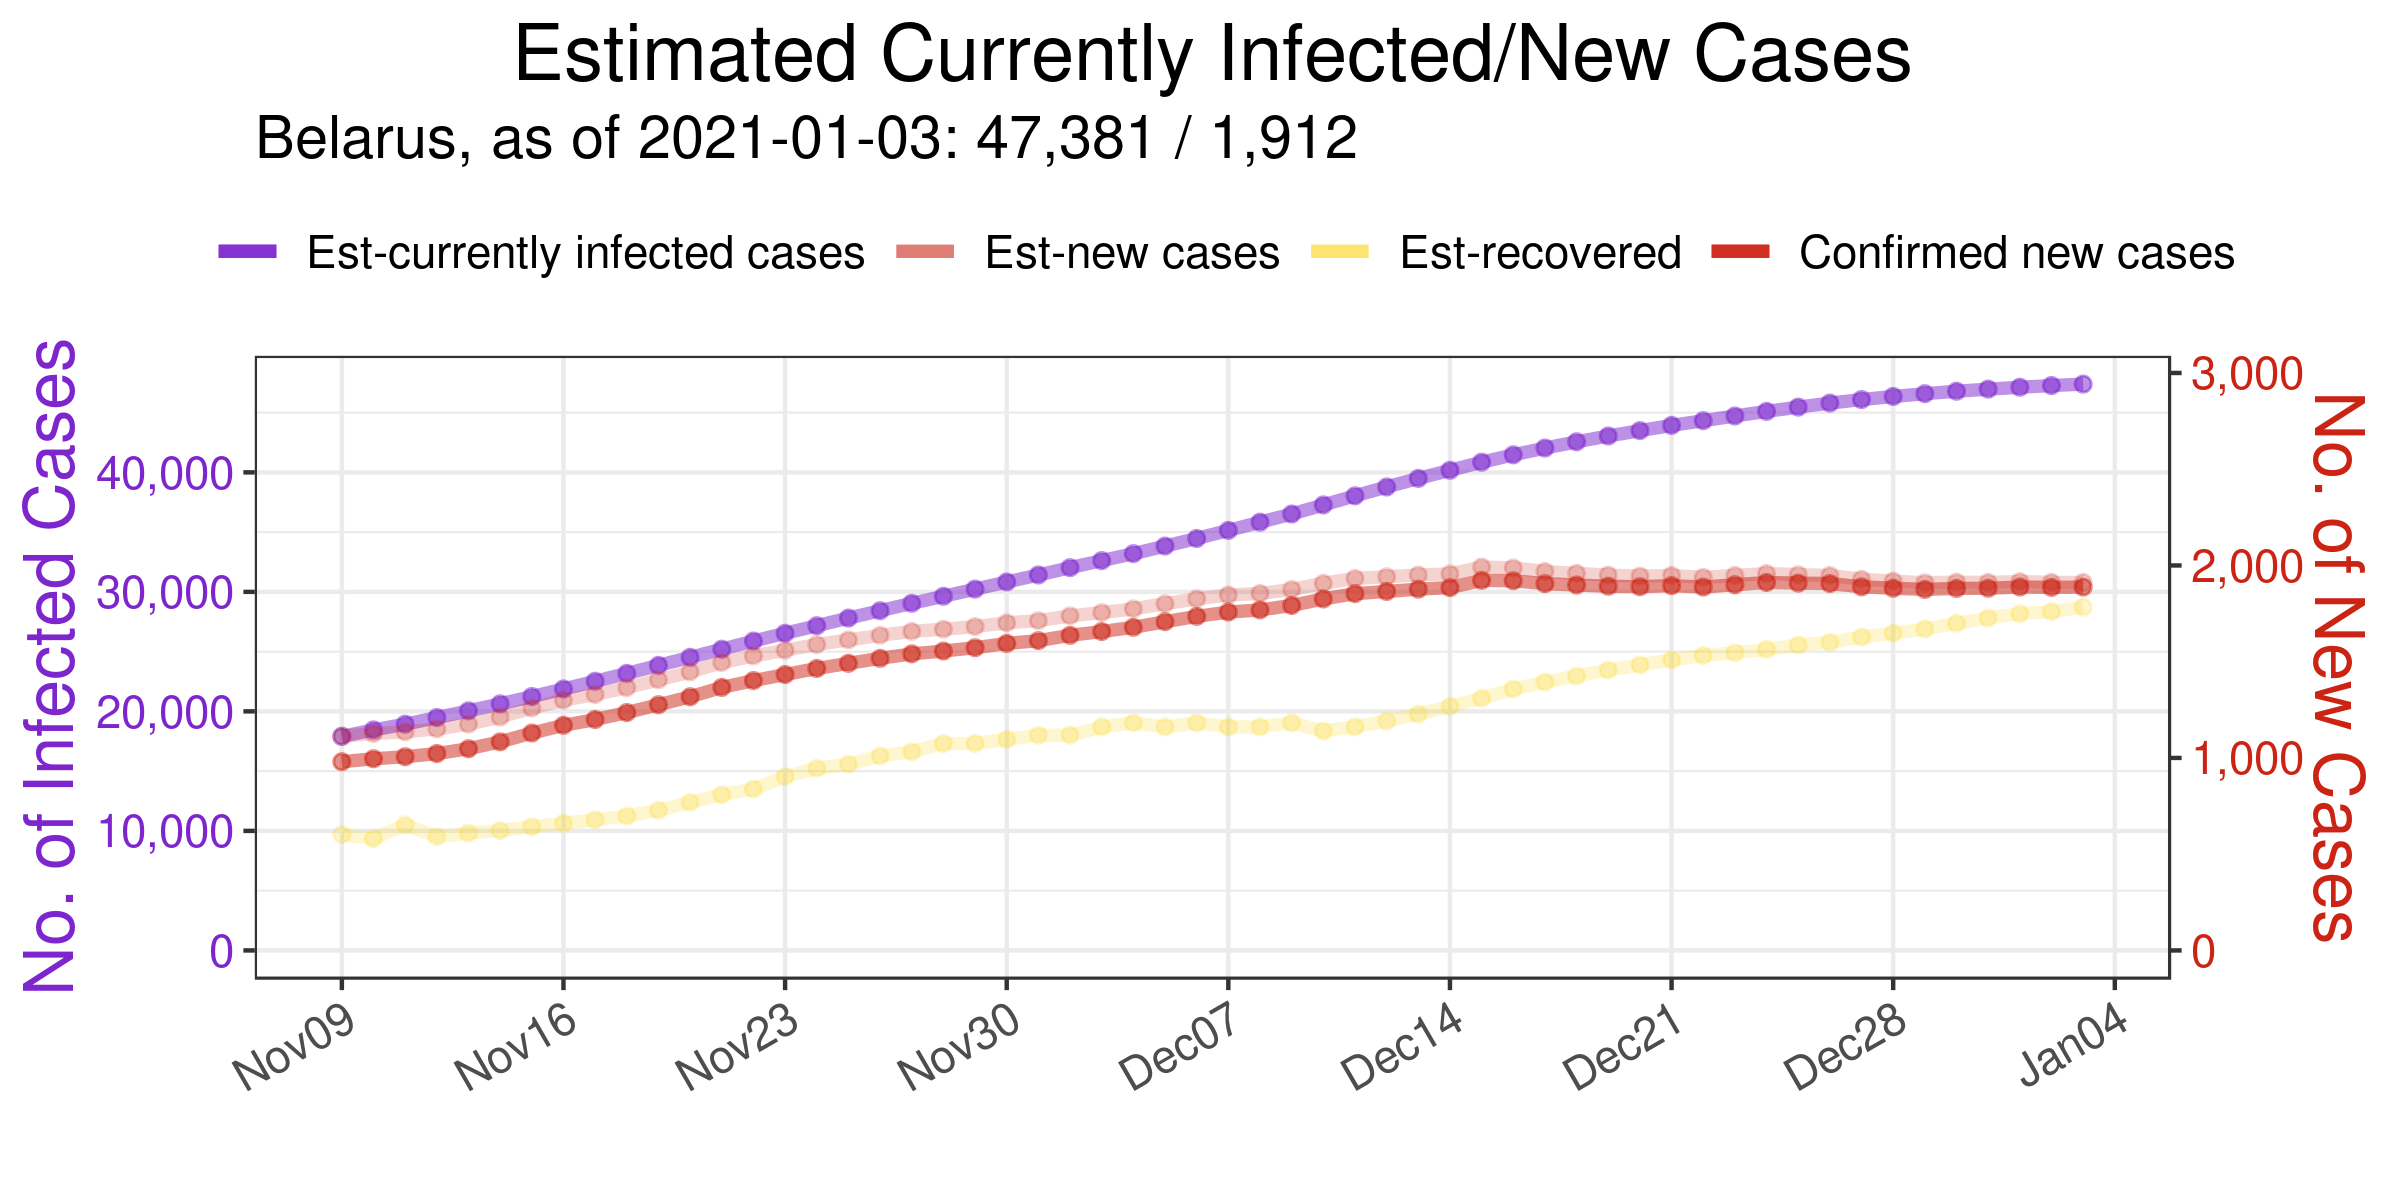 Estimated Currently Infected/New Cases
Belarus, as of 2021-01-03: 47,381 / 1,912
Est-currently infected cases Est-new cases Est-recovered Confirmed new cases
No. of Infected Cases
40,000
30,000
20,000
10,000
0
3,000
2,000
1,000
0
No. of New Cases
Nov09 Nov16 Nov23 Nov30 Dec07 Dec14 Dec21 Dec28 Jan04